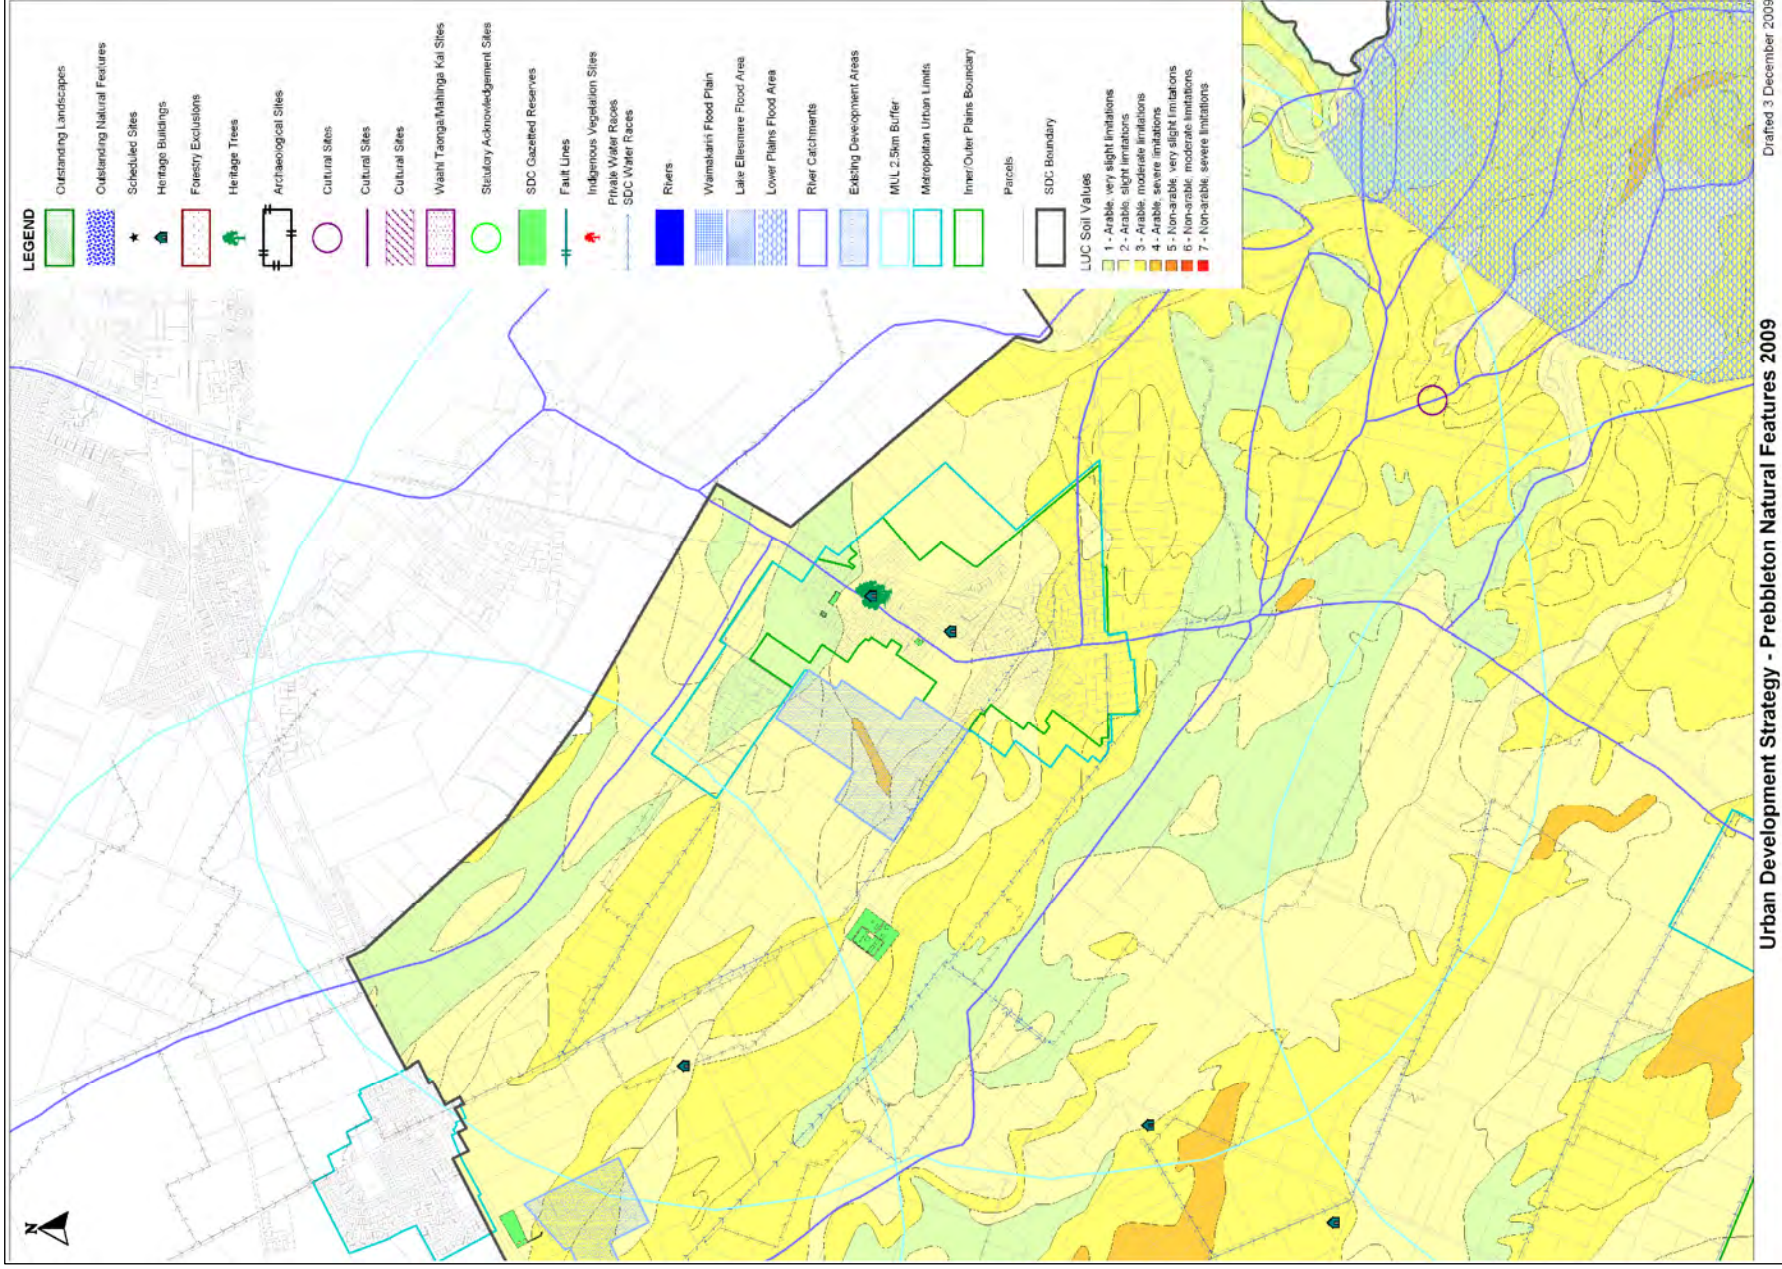 N
LEGEND
Outstanding Landscapes
Outstanding Natural Features
Scheduled Sites
Heritage Buildings
Forestry Exclusions
Heritage Trees
Archaeological Sites
Cultural Sites
Cultural Sites
Cultural Sites
Waahi Taonga/Mahinga Kai Sites
Statutory Acknowledgement Sites
SDC Gazetted Reserves
Fault Lines
Indigenous Vegetation Sites
Private Water Races
SDC Water Races
Rivers
Waimakariri Flood Plain
Lake Ellesmere Flood Area
Lower Plains Flood Area
River Catchments
Existing Development Areas
MUL 2.5km Buffer
Metropolitan Urban Limits
Inner/Outer Plains Boundary
Parcels
SDC Boundary
LUC Soil Values
1 - Arable, very slight limitations
2 - Arable, slight limitations
3 - Arable, moderate limitations
4 - Arable, severe limitations
5 - Non-arable, very slight limitations
6 - Non-arable, moderate limitations
7 - Non-arable, severe limitations
Urban Development Strategy - Prebbleton Natural Features 2009
Drafted 3 December 2009